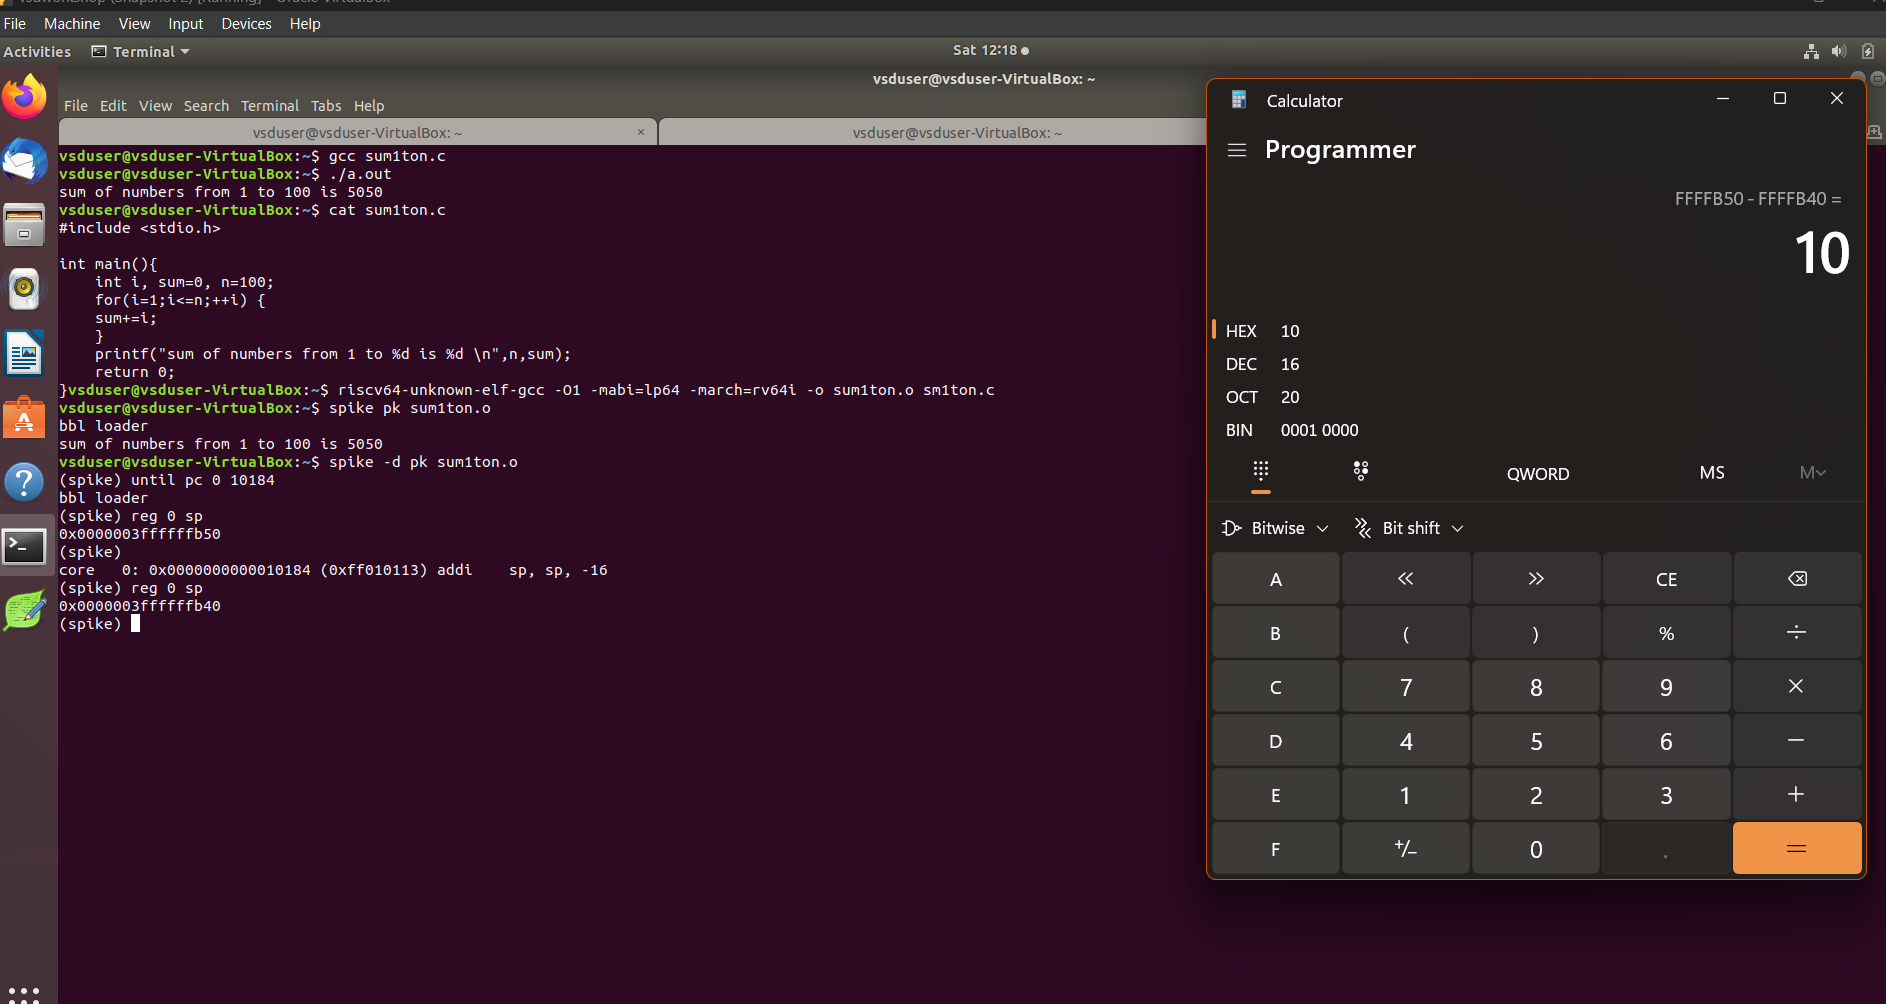 File Machine View Input Devices Help
Activities Terminal Sat 12:18
vsduser@vsduser-VirtualBox: ~
File Edit View Search Terminal Tabs Help
vsduser@vsduser-VirtualBox: ~ × vsduser@vsduser-VirtualBox: ~
vsduser@vsduser-VirtualBox:~$ gcc sum1ton.c
vsduser@vsduser-VirtualBox:~$ ./a.out
sum of numbers from 1 to 100 is 5050
vsduser@vsduser-VirtualBox:~$ cat sum1ton.c
#include <stdio.h>
int main(){
    int i, sum=0, n=100;
    for(i=1;i<=n;++i) {
    sum+=i;
    }
    printf("sum of numbers from 1 to %d is %d \n",n,sum);
    return 0;
}vsduser@vsduser-VirtualBox:~$ riscv64-unknown-elf-gcc -O1 -mabi=lp64 -march=rv64i -o sum1ton.o sm1ton.c
vsduser@vsduser-VirtualBox:~$ spike pk sum1ton.o
bbl loader
sum of numbers from 1 to 100 is 5050
vsduser@vsduser-VirtualBox:~$ spike -d pk sum1ton.o
(spike) until pc 0 10184
bbl loader
(spike) reg 0 sp
0x0000003ffffffb50
(spike)
core   0: 0x0000000000010184 (0xff010113) addi    sp, sp, -16
(spike) reg 0 sp
0x0000003ffffffb40
(spike)
Calculator
Programmer
FFFFB50 - FFFFB40 =
10
HEX 10
DEC 16
OCT 20
BIN 0001 0000
QWORD MS M
Bitwise Bit shift
A « » CE
B ( ) % ÷
C 7 8 9 ×
D 4 5 6 −
E 1 2 3 +
F +/− 0 . =